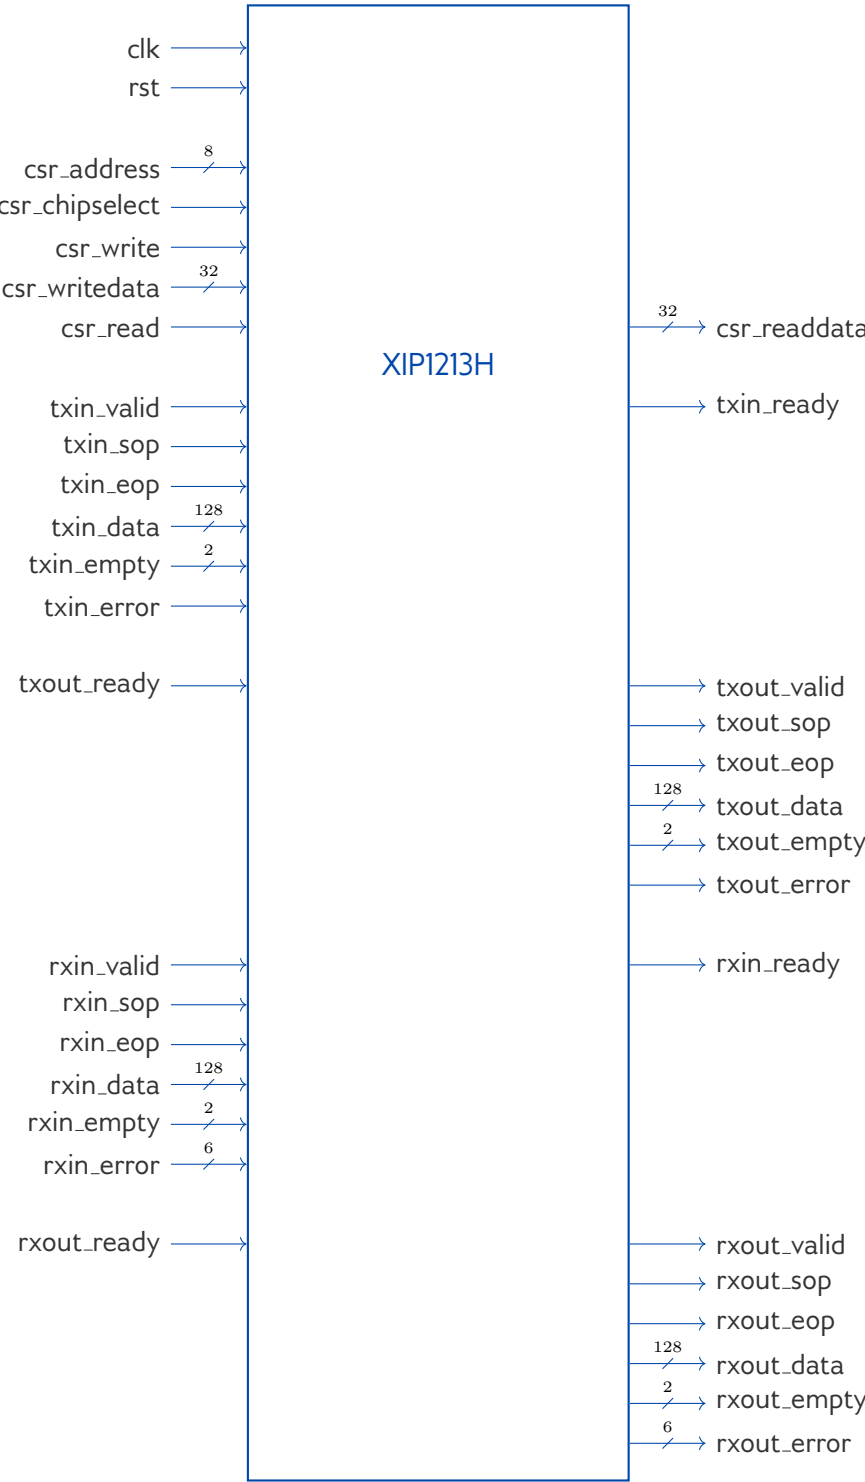 clk
rst
8
csr_address
csr_chipselect
csr_write
32
csr_writedata
csr_read
32
csr_readdata
XIP1213H
txin_valid
txin_ready
txin_sop
txin_eop
128
txin_data
2
txin_empty
txin_error
txout_ready
txout_valid
txout_sop
txout_eop
128
txout_data
2
txout_empty
txout_error
rxin_valid
rxin_ready
rxin_sop
rxin_eop
128
rxin_data
2
rxin_empty
6
rxin_error
rxout_ready
rxout_valid
rxout_sop
rxout_eop
128
rxout_data
2
rxout_empty
6
rxout_error